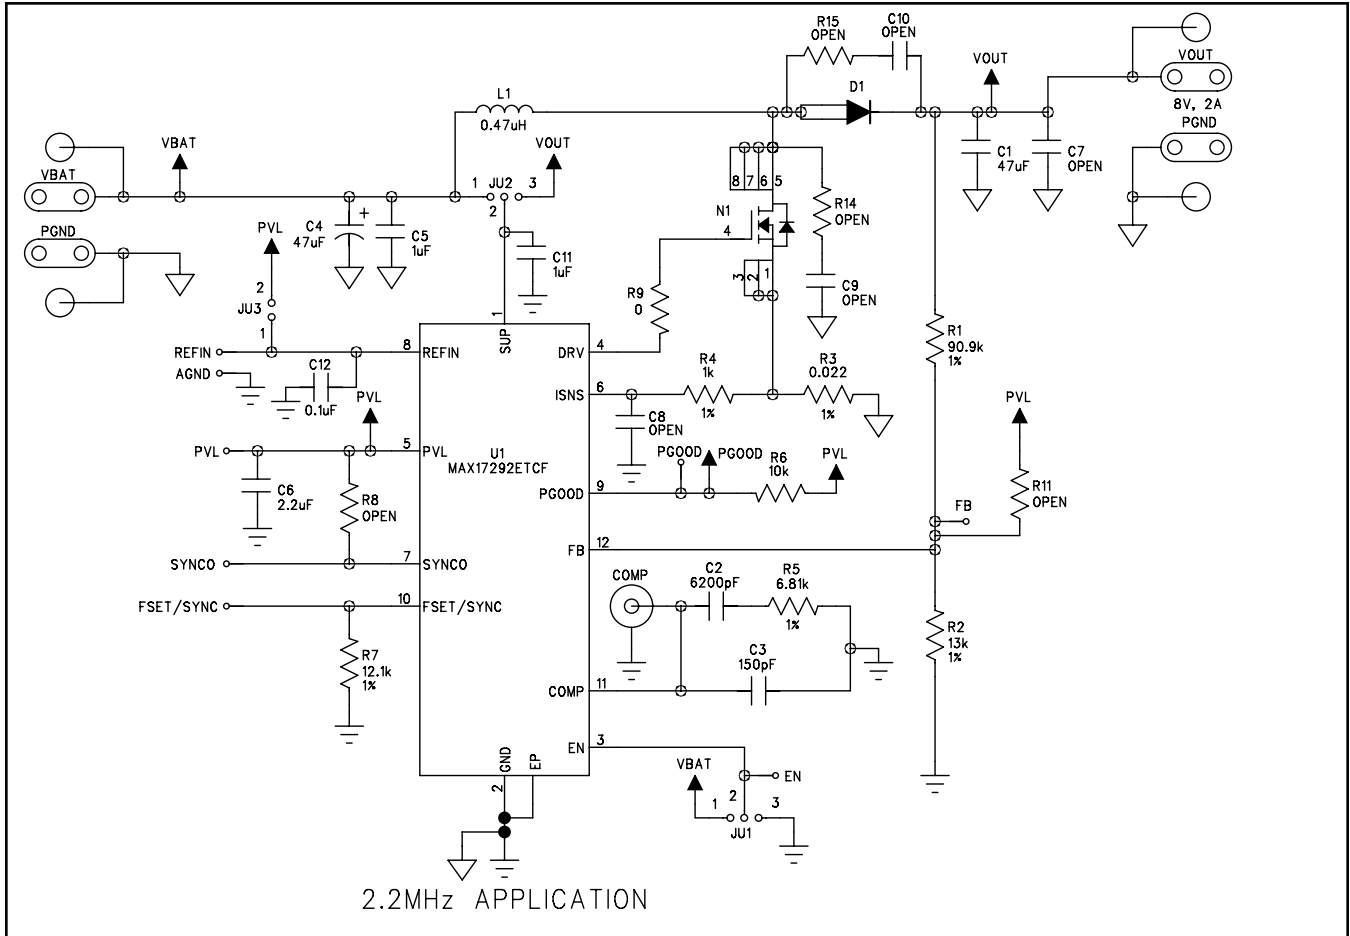 R15
OPEN
C10
OPEN
VOUT
D1
VOUT
8V, 2A
PGND
L1
0.47uH
C1
47uF
C7
OPEN
VBAT
VBAT
PGND
VOUT
1
JU2
3
2
C4
47uF
+
C5
1uF
C11
1uF
PVL
2
JU3
1
8
7
6
5
N1
4
3
2
1
R14
OPEN
C9
OPEN
R9
0
REFIN
AGND
C12
0.1uF
8
REFIN
1
SUP
DRV
4
ISNS
6
R4
1k
1%
R3
0.022
1%
R1
90.9k
1%
C8
OPEN
PVL
PVL
5
PVL
U1
MAX17292ETCF
PGOOD
PGOOD
R6
10k
PVL
PGOOD
9
PVL
R11
OPEN
C6
2.2uF
R8
OPEN
FB
FB
12
SYNCO
7
SYNCO
FSET/SYNC
10
FSET/SYNC
COMP
C2
6200pF
R5
6.81k
1%
R2
13k
1%
R7
12.1k
1%
C3
150pF
COMP
11
EN
3
GND
2
EP
VBAT
EN
1
2
3
JU1
2.2MHz APPLICATION